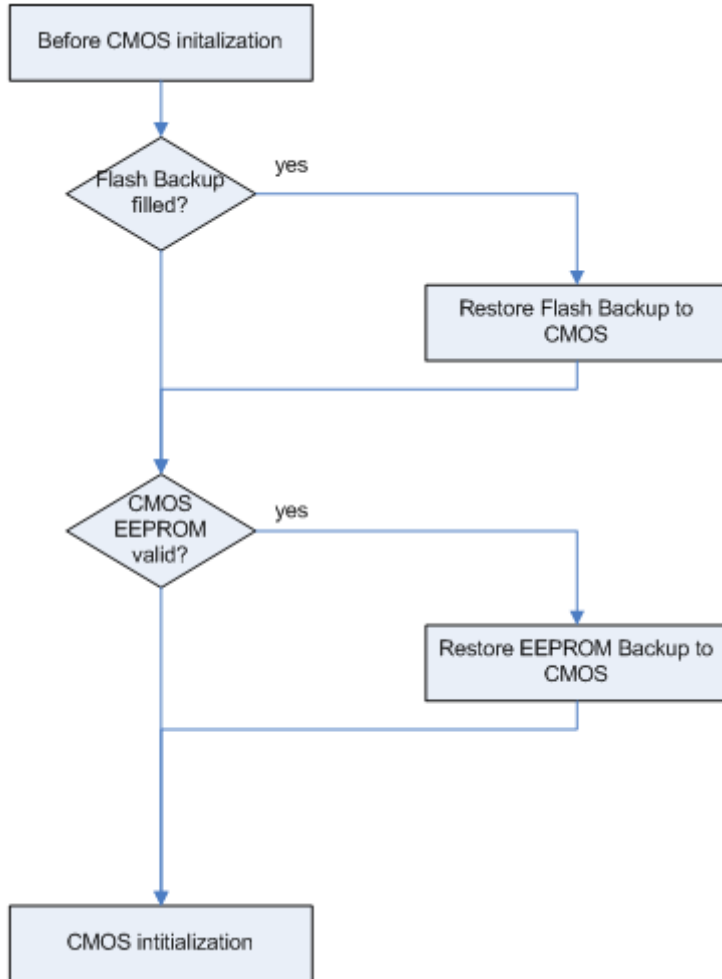 Before CMOS initalization
Flash Backup
filled?
yes
Restore Flash Backup to
CMOS
CMOS
EEPROM
valid?
yes
Restore EEPROM Backup to
CMOS
CMOS intitialization